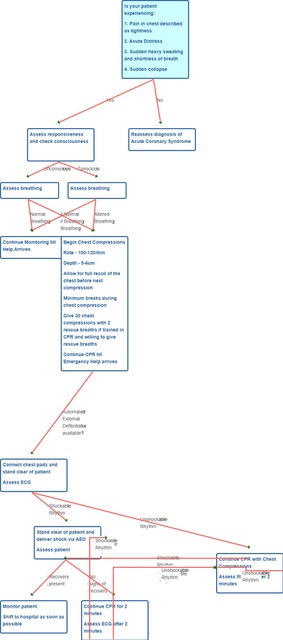 Is your patient
experiencing:
1. Pain in chest described
as tightness
2. Acute Distress
3. Sudden heavy sweating
and shortness of breath
4. Sudden collapse
Yes
No
Assess responsiveness
and check consciousness
Reassess diagnosis of
Acute Coronary Syndrome
Unconscious
Conscious
Assess breathing
Assess breathing
Normal
Breathing
Normal
Breathing
Altered
Breathing
Continue Monitoring till
Help Arrives
Begin Chest Compressions
Rate - 100-120/min
Depth - 5-6cm
Allow for full recoil of the
chest before next
compression
Minimum breaks during
chest compression
Give 30 chest
compressions with 2
rescue breaths if trained in
CPR and willing to give
rescue breaths
Continue CPR till
Emergency Help arrives
Automated
External
Defibrillator
available?
Connect chest pads and
stand clear of patient
Assess ECG
Shockable
Rhythm
Unshockable
Rhythm
Stand clear of patient and
deliver shock via AED
Assess patient
Shockable
Rhythm
Shockable
Rhythm
Unshockable
Rhythm
Continue CPR with Chest
Compressions
Assess
er 2
minutes
Unshockable
Rhythm
Recovery
present
No
signs of
recovery
Monitor patient
Shift to hospital as soon as
possible
Continue CPR for 2
minutes
Assess ECG after 2
minutes